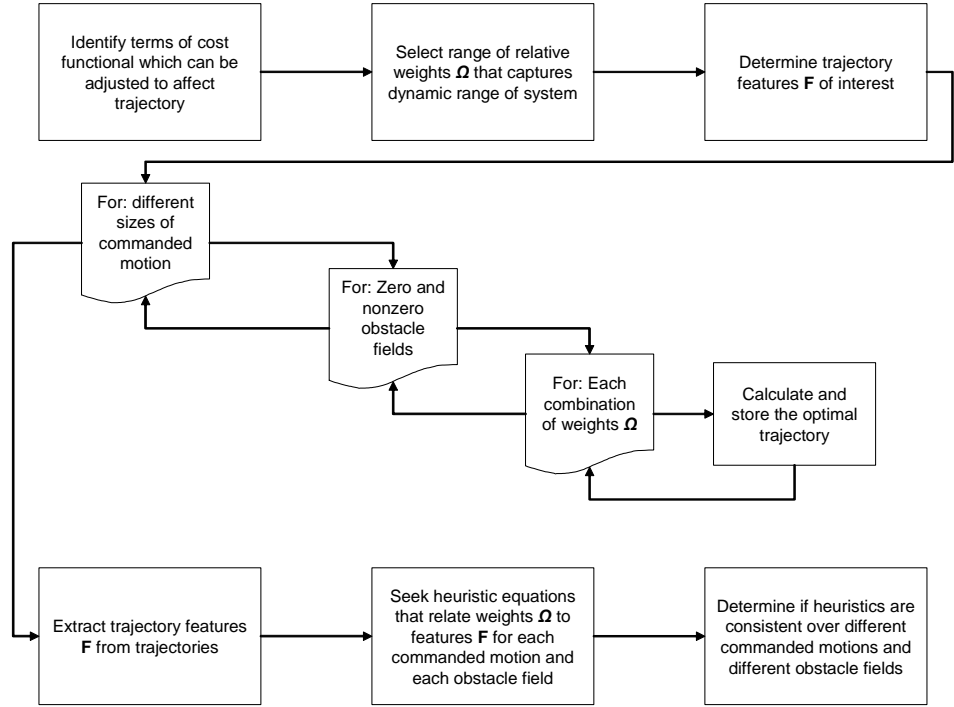 Identify terms of cost
functional which can be
adjusted to affect
trajectory
Select range of relative
weights Ω that captures
dynamic range of system
Determine trajectory
features F of interest
For: different
sizes of
commanded
motion
For: Zero and
nonzero
obstacle
fields
For: Each
combination
of weights Ω
Calculate and
store the optimal
trajectory
Extract trajectory features
F from trajectories
Seek heuristic equations
that relate weights Ω to
features F for each
commanded motion and
each obstacle field
Determine if heuristics are
consistent over different
commanded motions and
different obstacle fields